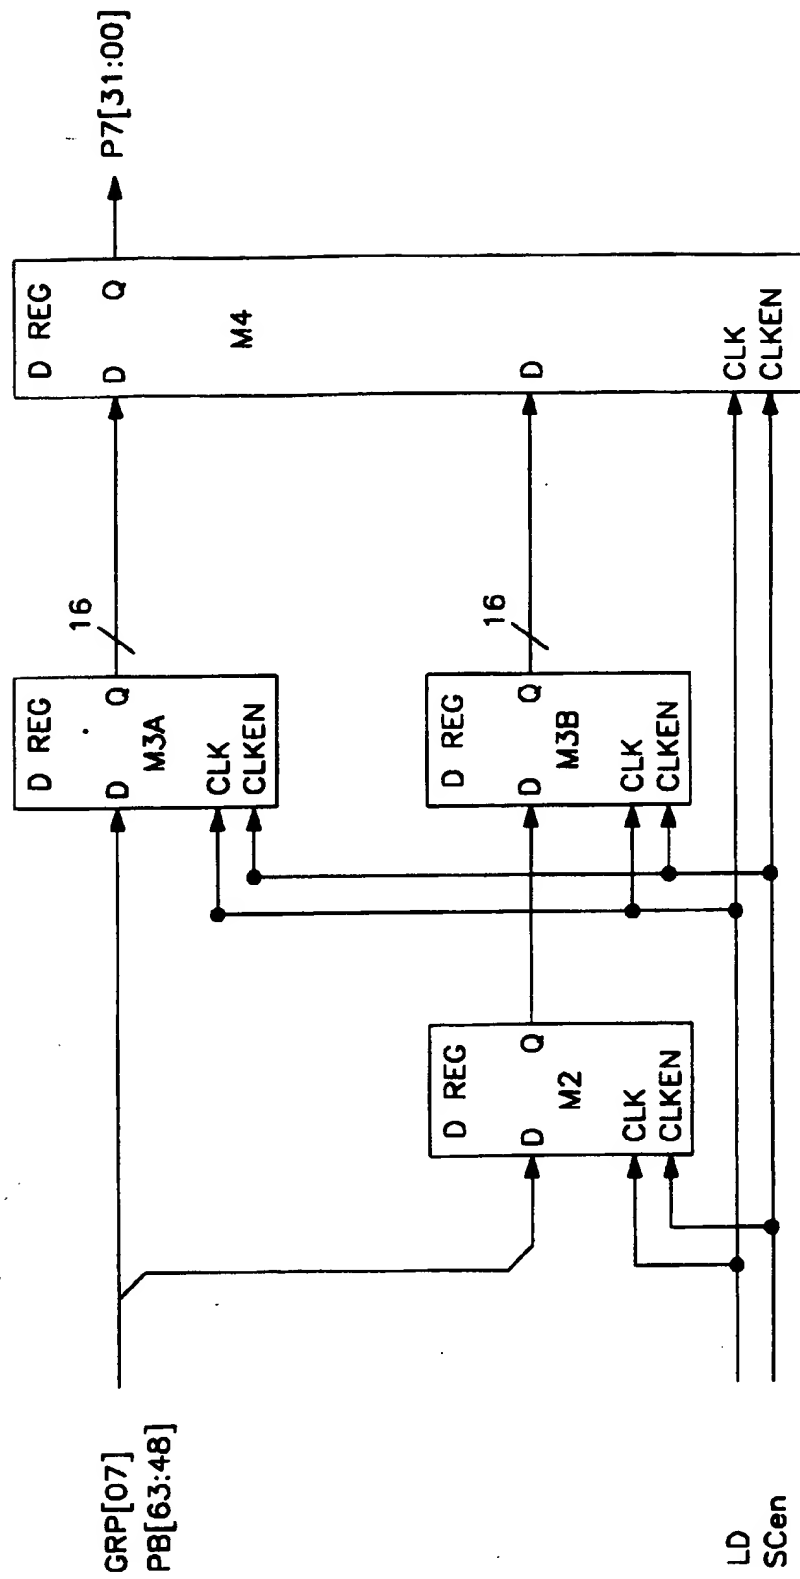 GRP[07]
PB[63:48]
LD
SCen
D REG
D Q
M2
CLK
CLKEN
D REG
D Q
M3A
CLK
CLKEN
16
D REG
D Q
M3B
CLK
CLKEN
16
D REG
D Q
M4
D
CLK
CLKEN
P7[31:00]